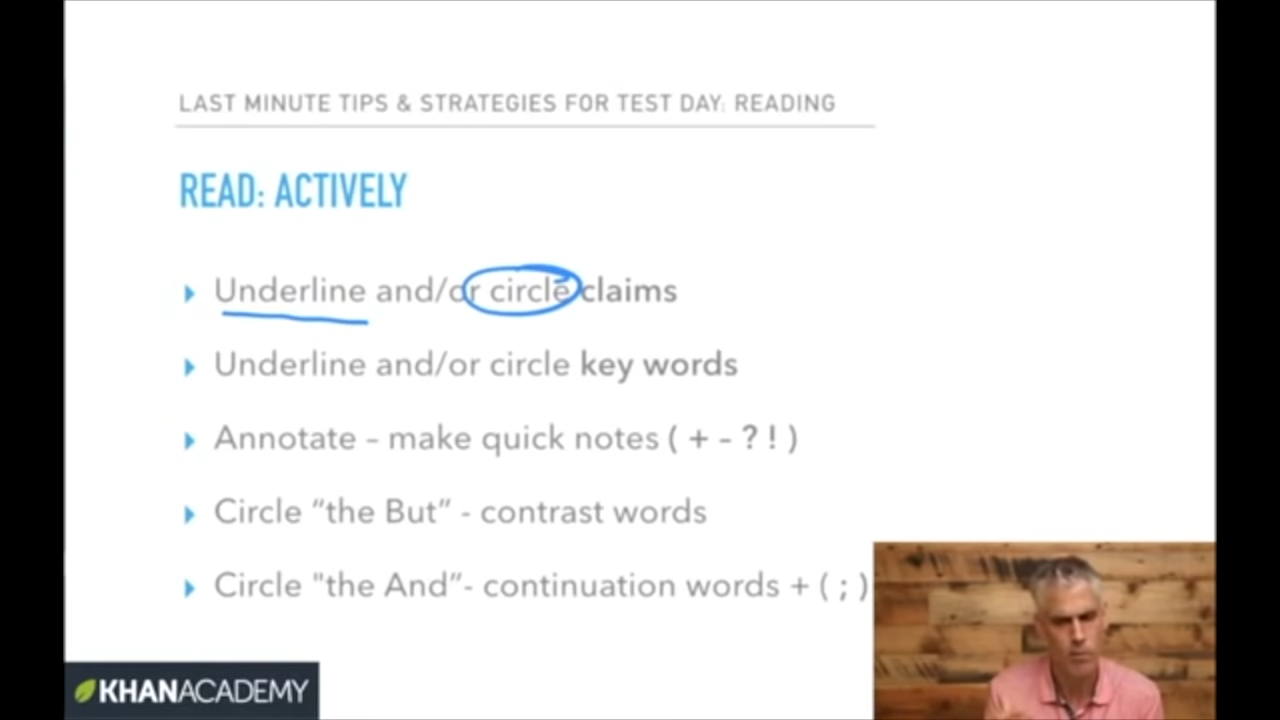 LAST MINUTE TIPS & STRATEGIES FOR TEST DAY: READING
READ: ACTIVELY
Underline and/or circle claims
Underline and/or circle key words
Annotate – make quick notes ( + – ? ! )
Circle “the But” - contrast words
Circle "the And”- continuation words + ( ; )
KHANACADEMY